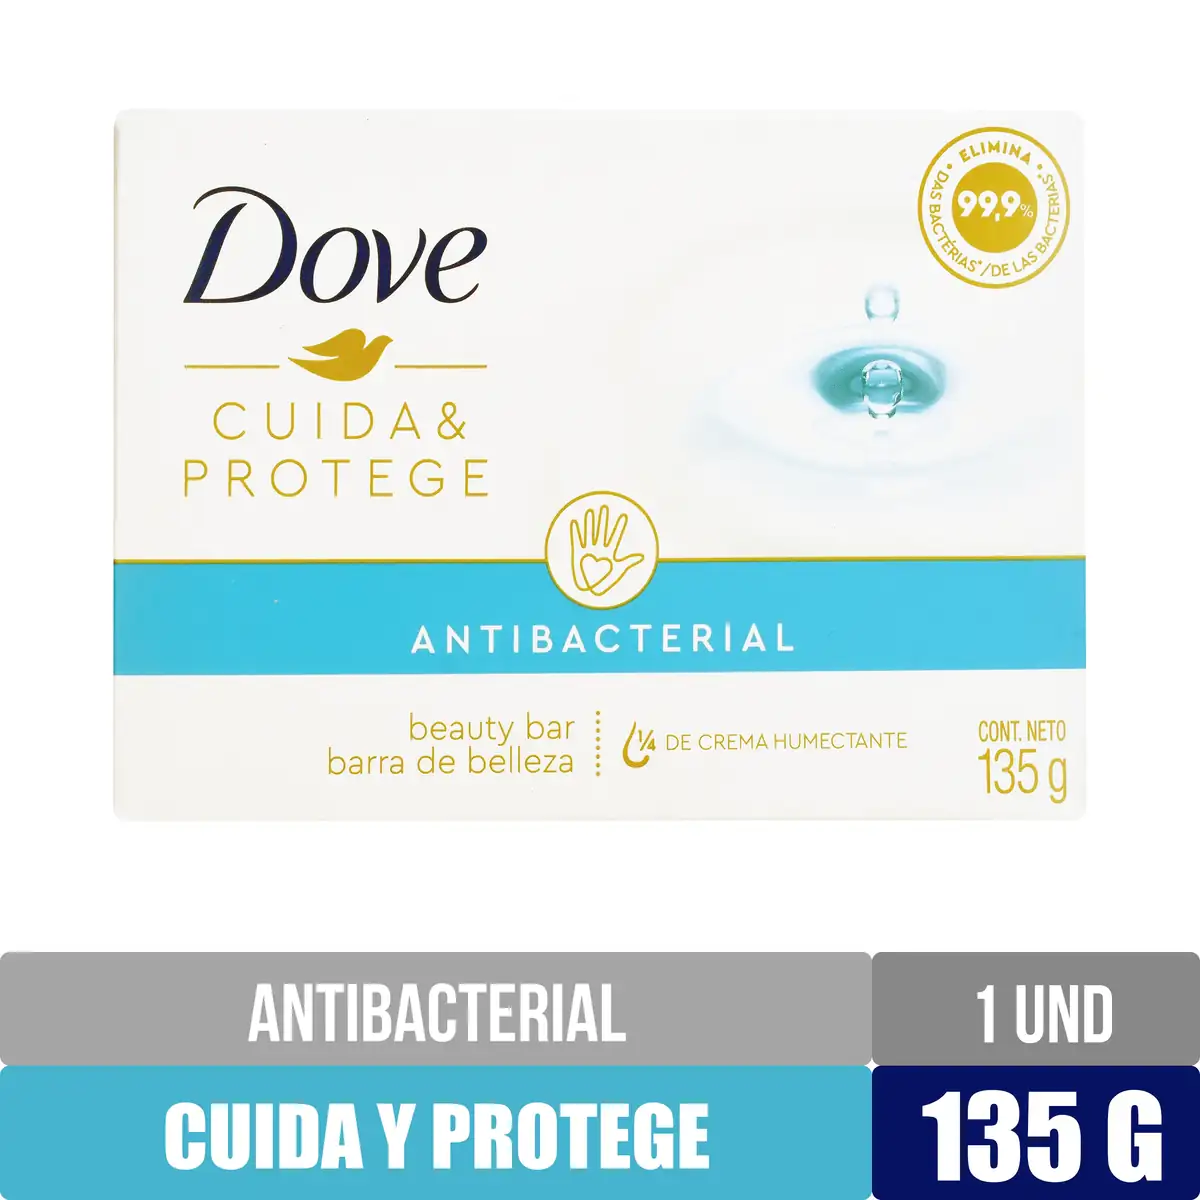 Dove
CUIDA &
PROTEGE
• ELIMINA •
99,9%
DAS BACTÉRIAS*/DE LAS BACTERIAS*
ANTIBACTERIAL
beauty bar
barra de belleza
1/4 DE CREMA HUMECTANTE
CONT. NETO
135 g
ANTIBACTERIAL
1 UND
CUIDA Y PROTEGE
135 G